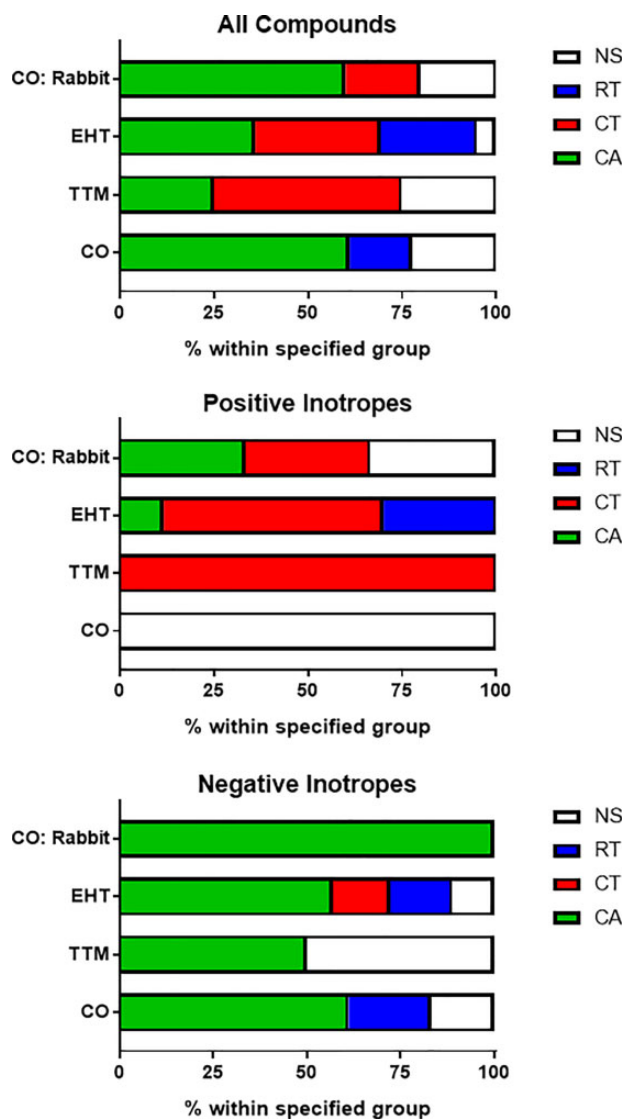 All Compounds
CO: Rabbit
EHT
TTM
CO
0 25 50 75 100
% within specified group
NS
RT
CT
CA
Positive Inotropes
CO: Rabbit
EHT
TTM
CO
0 25 50 75 100
% within specified group
NS
RT
CT
CA
Negative Inotropes
CO: Rabbit
EHT
TTM
CO
0 25 50 75 100
% within specified group
NS
RT
CT
CA